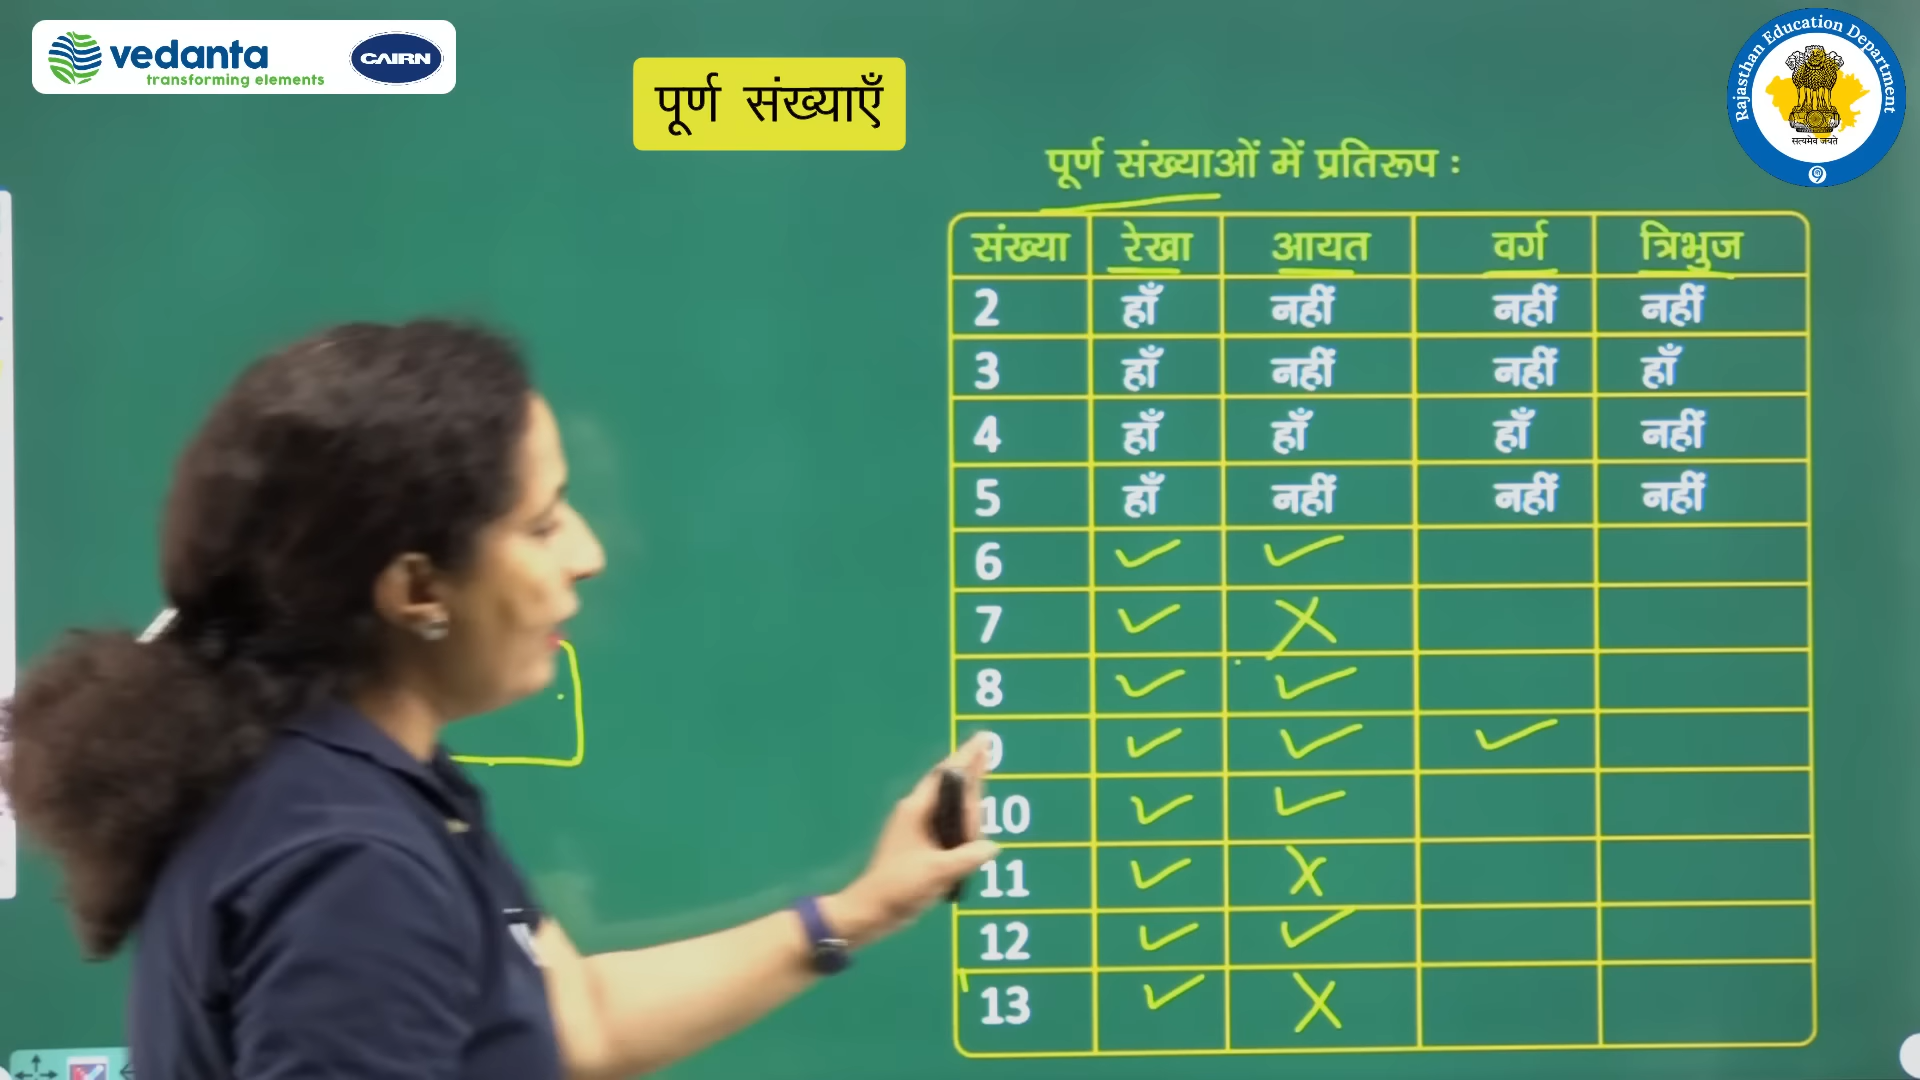 vedanta
transforming elements
CAIRN
पूर्ण संख्याएँ
Rajasthan Education Department
सत्यमेव जयते
पूर्ण संख्याओं में प्रतिरूप :
संख्या रेखा आयत वर्ग त्रिभुज
2 हाँ नहीं नहीं नहीं
3 हाँ नहीं नहीं हाँ
4 हाँ हाँ हाँ नहीं
5 हाँ नहीं नहीं नहीं
6 ✓ ✓
7 ✓ X
8 ✓ ✓
9 ✓ ✓ ✓
10 ✓ ✓
11 ✓ X
12 ✓ ✓
13 ✓ X